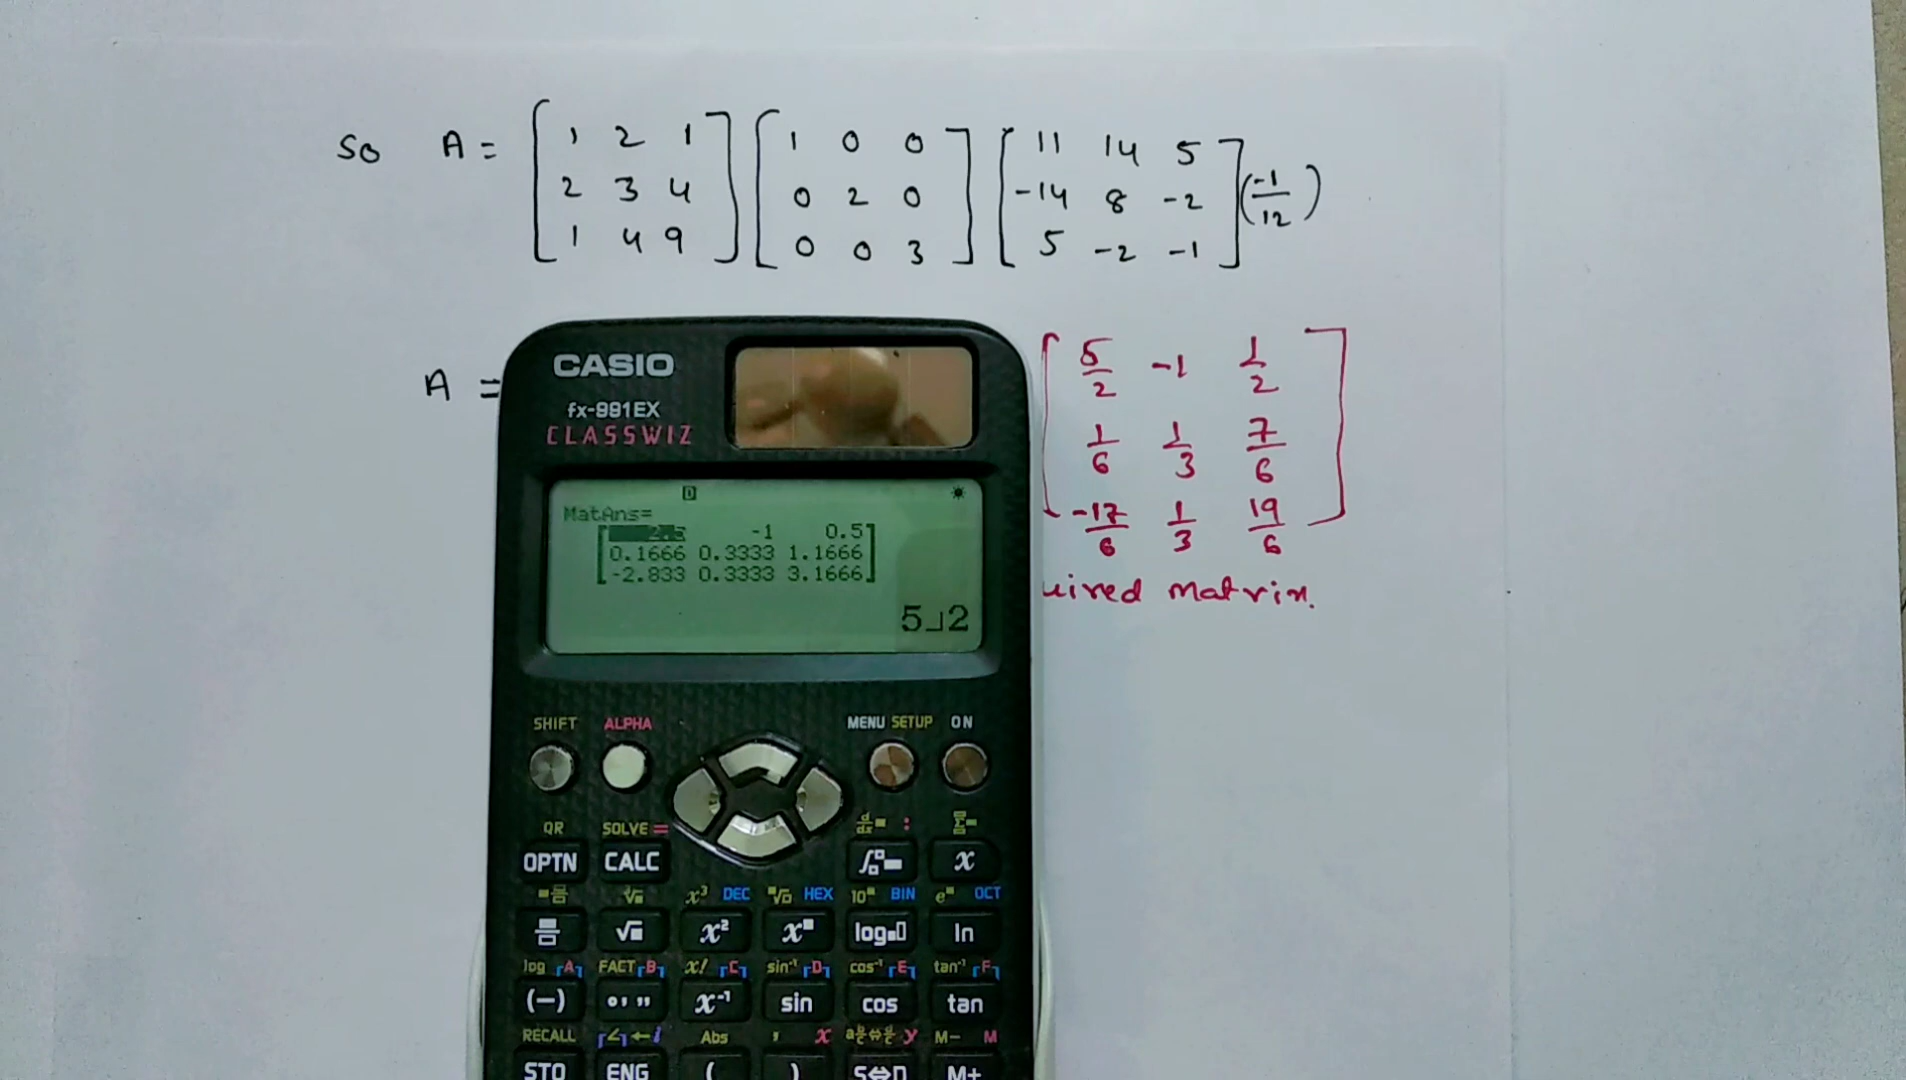 So A = [ 1 2 1 ] [ 1 0 0 ] [ 11 14 5 ]
[ 2 3 4 ] [ 0 2 0 ] [ -14 8 -2 ] (-1/12)
[ 1 4 9 ] [ 0 0 3 ] [ 5 -2 -1 ]
A = [ 5/2 -1 1/2 ]
[ 1/6 1/3 7/6 ]
[ -17/6 1/3 19/6 ]
uired matrix.
CASIO
fx-991EX
CLASSWIZ
D
MatAns=
[ 2.5 -1 0.5 ]
[ 0.1666 0.3333 1.1666 ]
[ -2.833 0.3333 3.1666 ]
5⌟2
SHIFT ALPHA MENU SETUP ON
QR SOLVE = d/dx■ : Σ■
OPTN CALC ∫■ x
x³ DEC HEX 10■ BIN e■ OCT
√■ x² x■ log■□ ln
log A FACT B x! C sin⁻¹ D cos⁻¹ E tan⁻¹ F
(−) ° ’ ” x⁻¹ sin cos tan
RECALL ∠ ← i Abs , x a b/c⇔d/c y M− M
STO ENG ( ) S⇔D M+